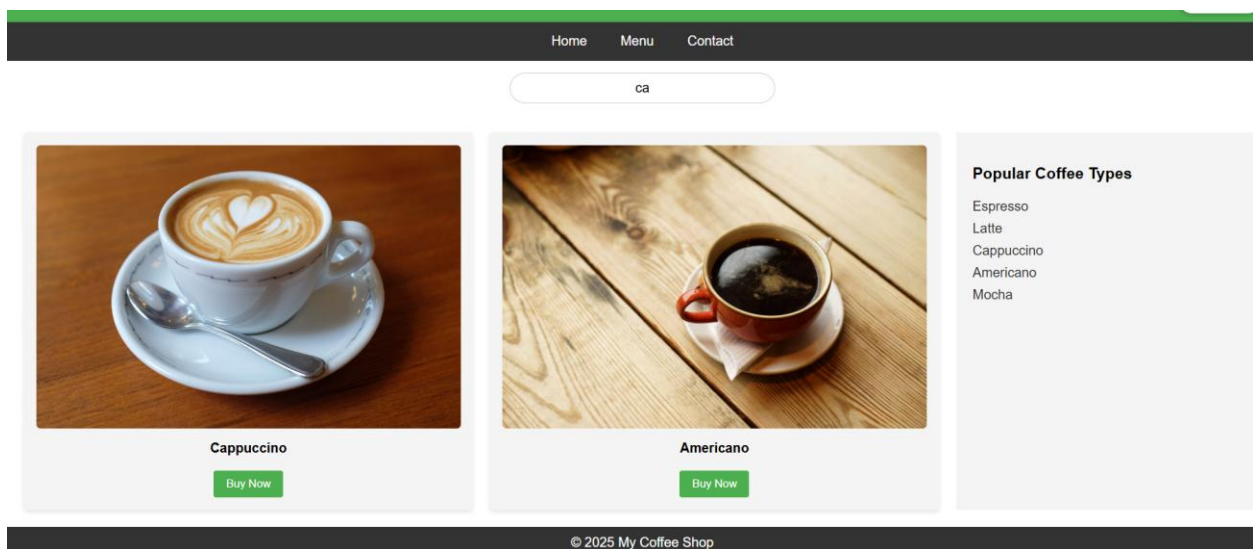 Home Menu Contact
ca
Cappuccino
Buy Now
Americano
Buy Now
Popular Coffee Types
Espresso
Latte
Cappuccino
Americano
Mocha
© 2025 My Coffee Shop